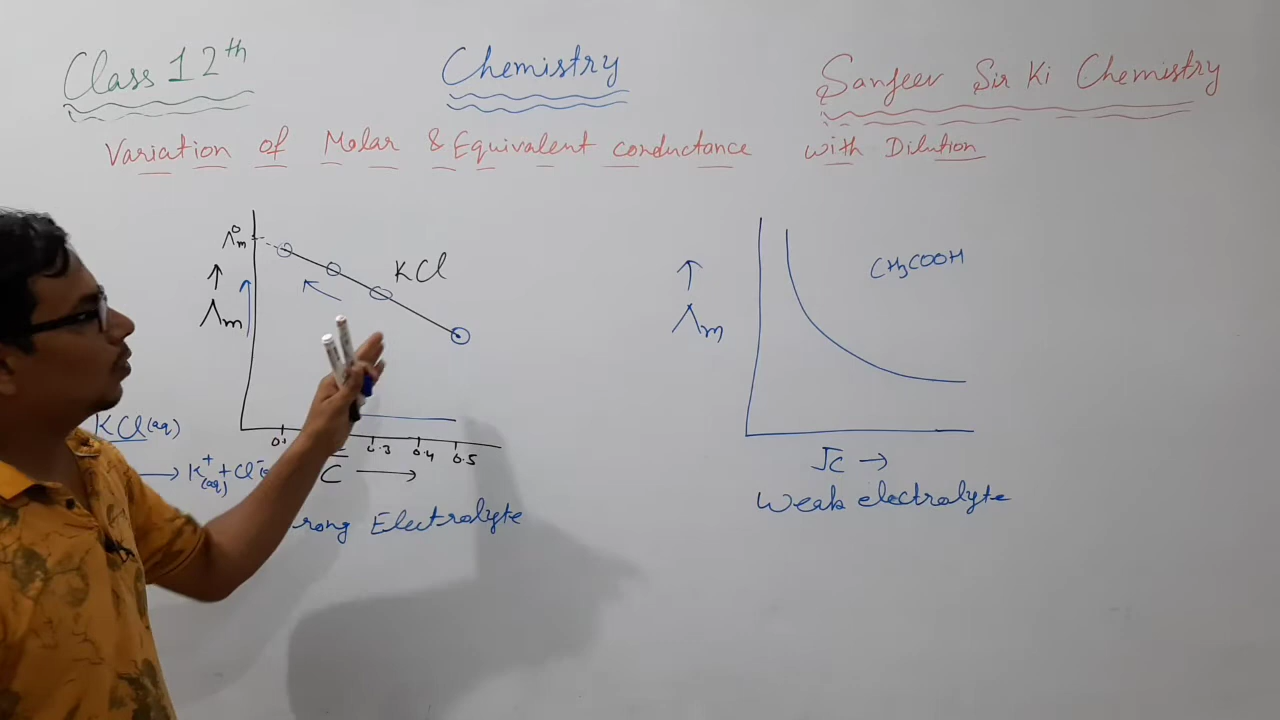 Class 12th
Chemistry
Sanjeev Sir Ki Chemistry
Variation of Molar & Equivalent conductance with Dilution
Λ°m
↑
Λm
KCl
0.3 0.4 0.5
C →
KCl(aq)
→ K+(aq) + Cl-
Electrolyte
↑
Λm
CH3COOH
√C →
Weak electrolyte